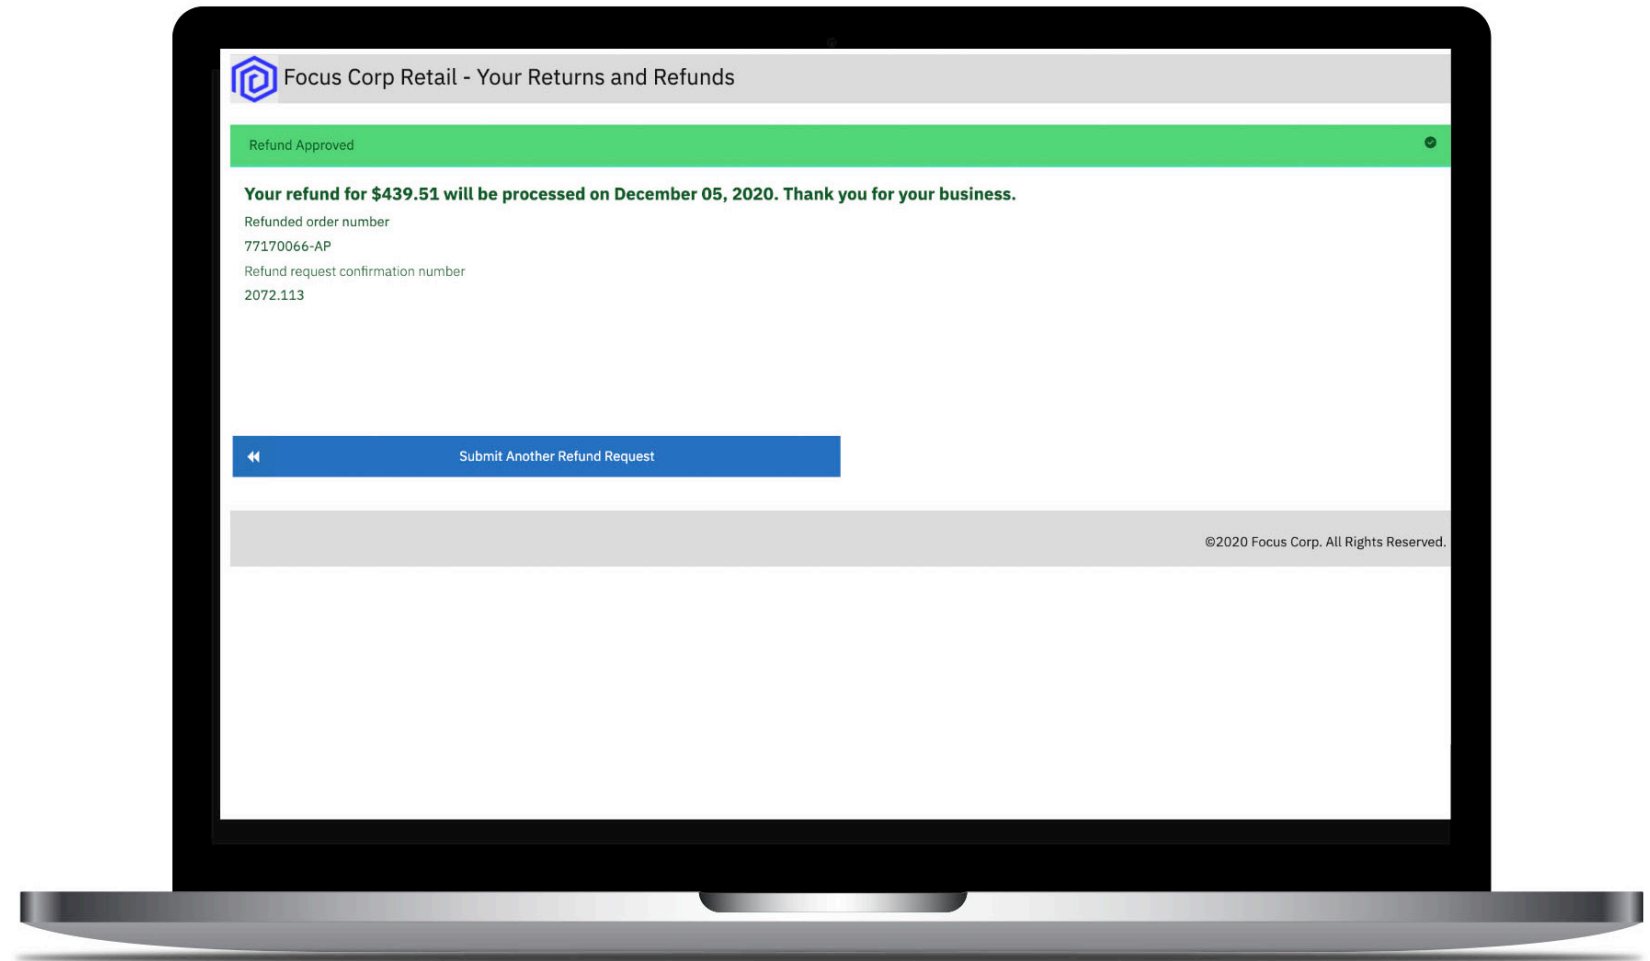 Focus Corp Retail - Your Returns and Refunds
Refund Approved
Your refund for $439.51 will be processed on December 05, 2020. Thank you for your business.
Refunded order number
77170066-AP
Refund request confirmation number
2072.113
Submit Another Refund Request
©2020 Focus Corp. All Rights Reserved.